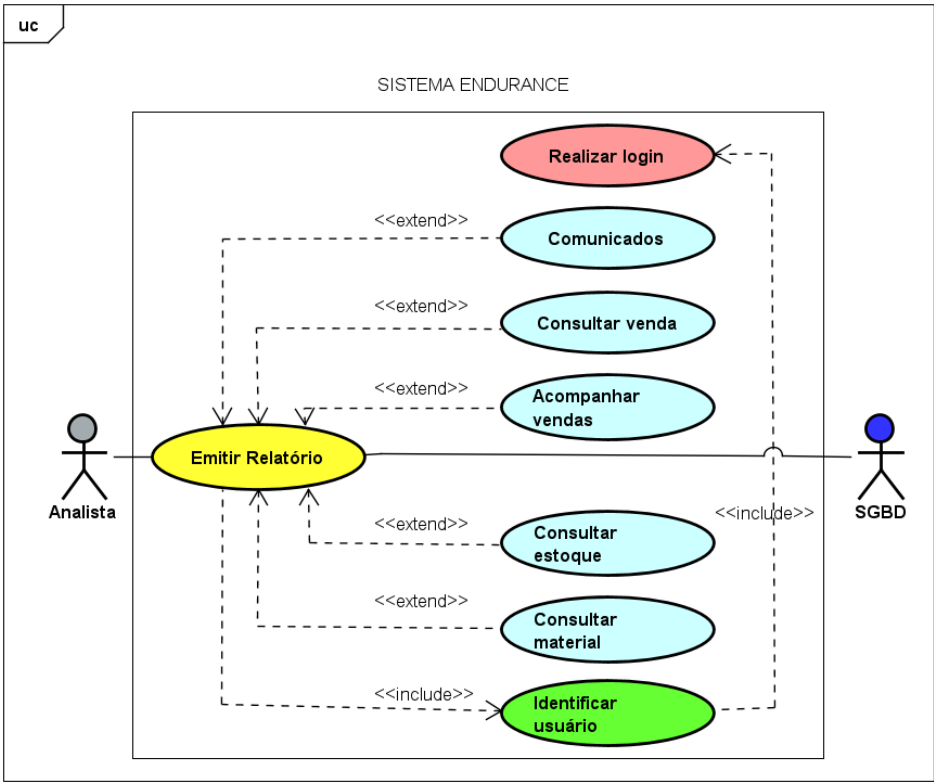 uc
SISTEMA ENDURANCE
Realizar login
<<extend>>
Comunicados
<<extend>>
Consultar venda
<<extend>>
Acompanhar
vendas
Emitir Relatório
Analista
SGBD
<<extend>>
Consultar
estoque
<<include>>
<<extend>>
Consultar
material
<<include>>
Identificar
usuário